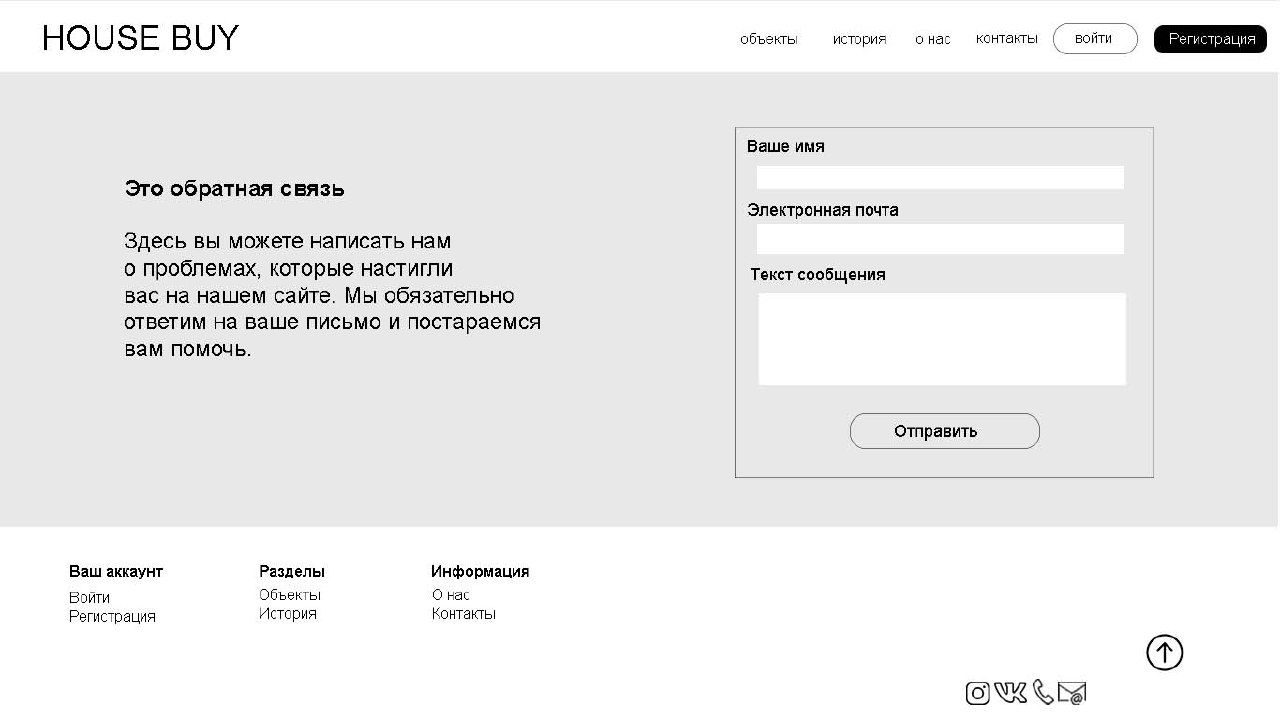 HOUSE BUY
объекты история о нас контакты войти Регистрация
Это обратная связь
Здесь вы можете написать нам
о проблемах, которые настигли
вас на нашем сайте. Мы обязательно
ответим на ваше письмо и постараемся
вам помочь.
Ваше имя
Электронная почта
Текст сообщения
Отправить
Ваш аккаунт
Войти
Регистрация
Разделы
Объекты
История
Информация
О нас
Контакты